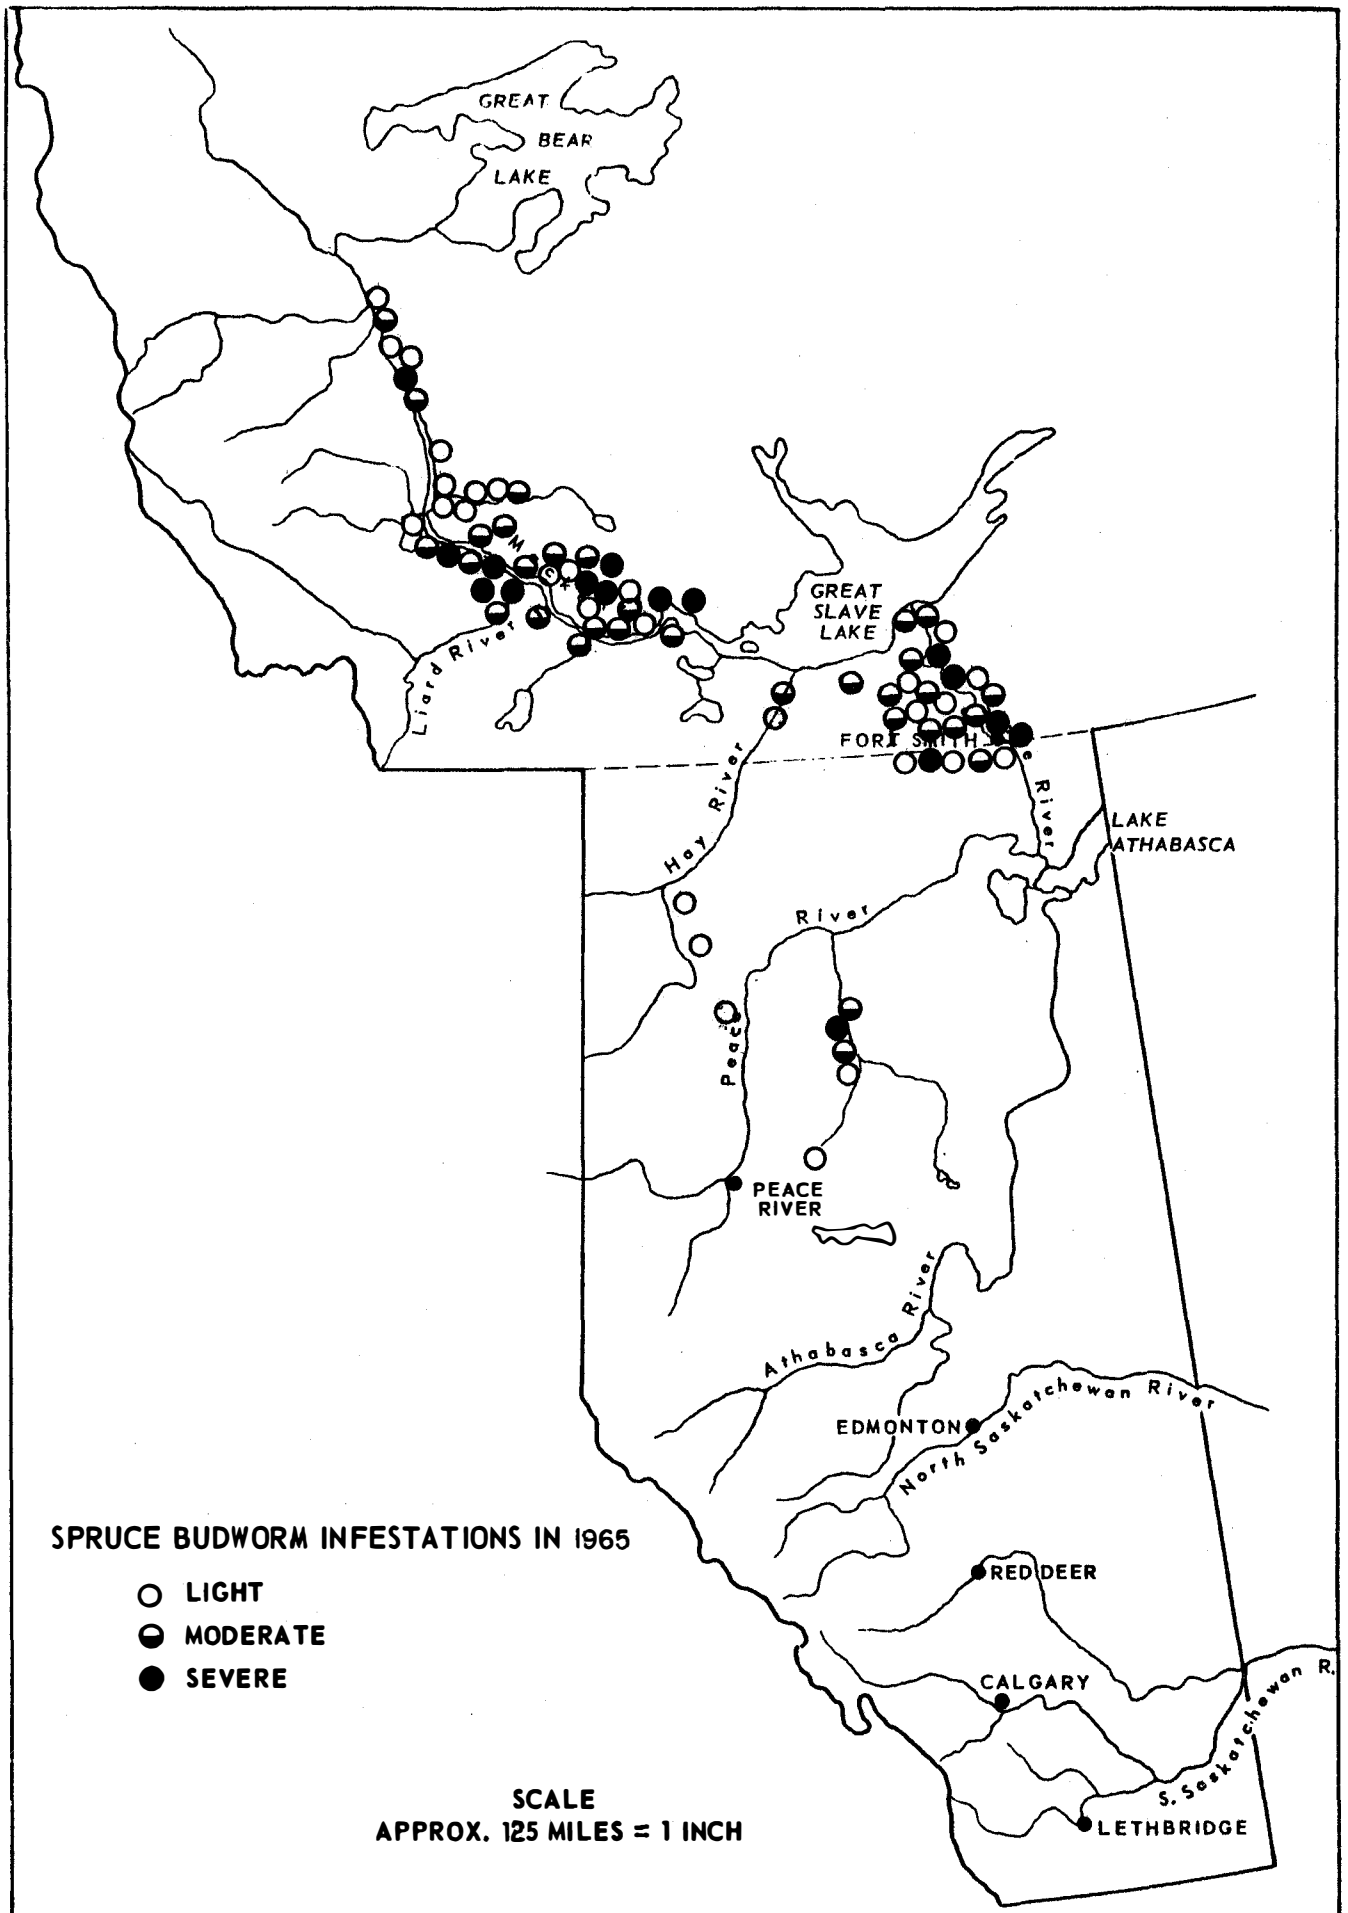 GREAT
BEAR
LAKE
GREAT
SLAVE
LAKE
Liard River
FORT SMITH
Hay River
River
LAKE
ATHABASCA
Peace River
PEACE
RIVER
Athabasca River
EDMONTON
North Saskatchewan River
SPRUCE BUDWORM INFESTATIONS IN 1965
LIGHT
MODERATE
SEVERE
RED DEER
CALGARY
S. Saskatchewan R.
SCALE
APPROX. 125 MILES = 1 INCH
LETHBRIDGE